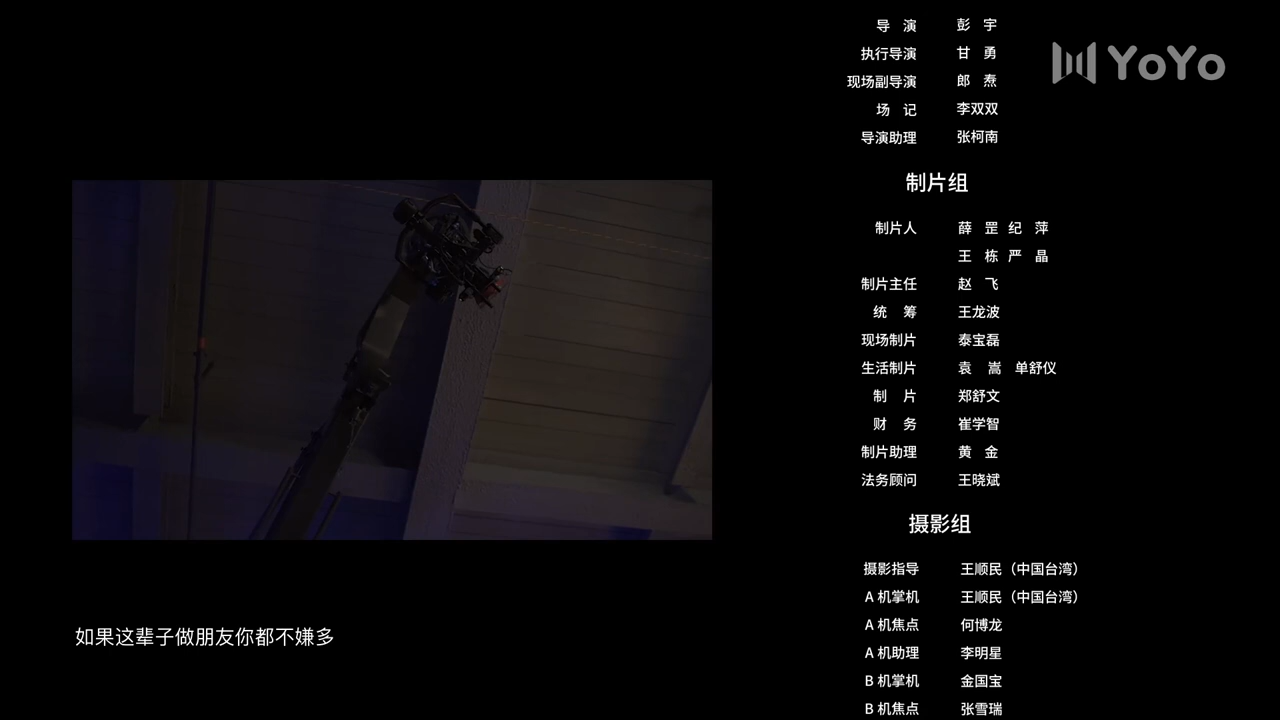 导 演 彭 宇
执行导演 甘 勇
现场副导演 郎 焘
场 记 李双双
导演助理 张柯南
YoYo
制片组
制片人 薛 罡 纪 萍
王 栋 严 晶
制片主任 赵 飞
统 筹 王龙波
现场制片 泰宝磊
生活制片 袁 嵩 单舒仪
制 片 郑舒文
财 务 崔学智
制片助理 黄 金
法务顾问 王晓斌
摄影组
摄影指导 王顺民（中国台湾）
A 机掌机 王顺民（中国台湾）
A 机焦点 何博龙
A 机助理 李明星
B 机掌机 金国宝
B 机焦点 张雪瑞
如果这辈子做朋友你都不嫌多